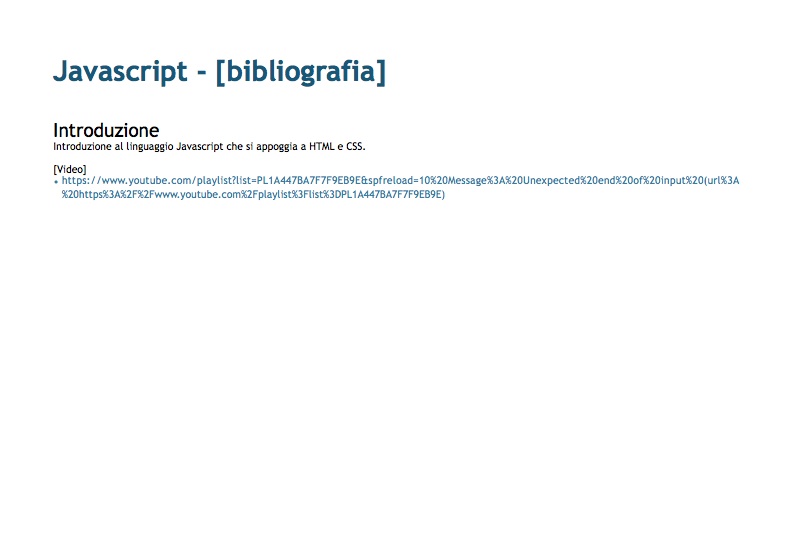 Javascript - [bibliografia]
Introduzione
Introduzione al linguaggio Javascript che si appoggia a HTML e CSS.
[Video]
• https://www.youtube.com/playlist?list=PL1A447BA7F7F9EB9E&spfreload=10%20Message%3A%20Unexpected%20end%20of%20input%20(url%3A
%20https%3A%2F%2Fwww.youtube.com%2Fplaylist%3Flist%3DPL1A447BA7F7F9EB9E)